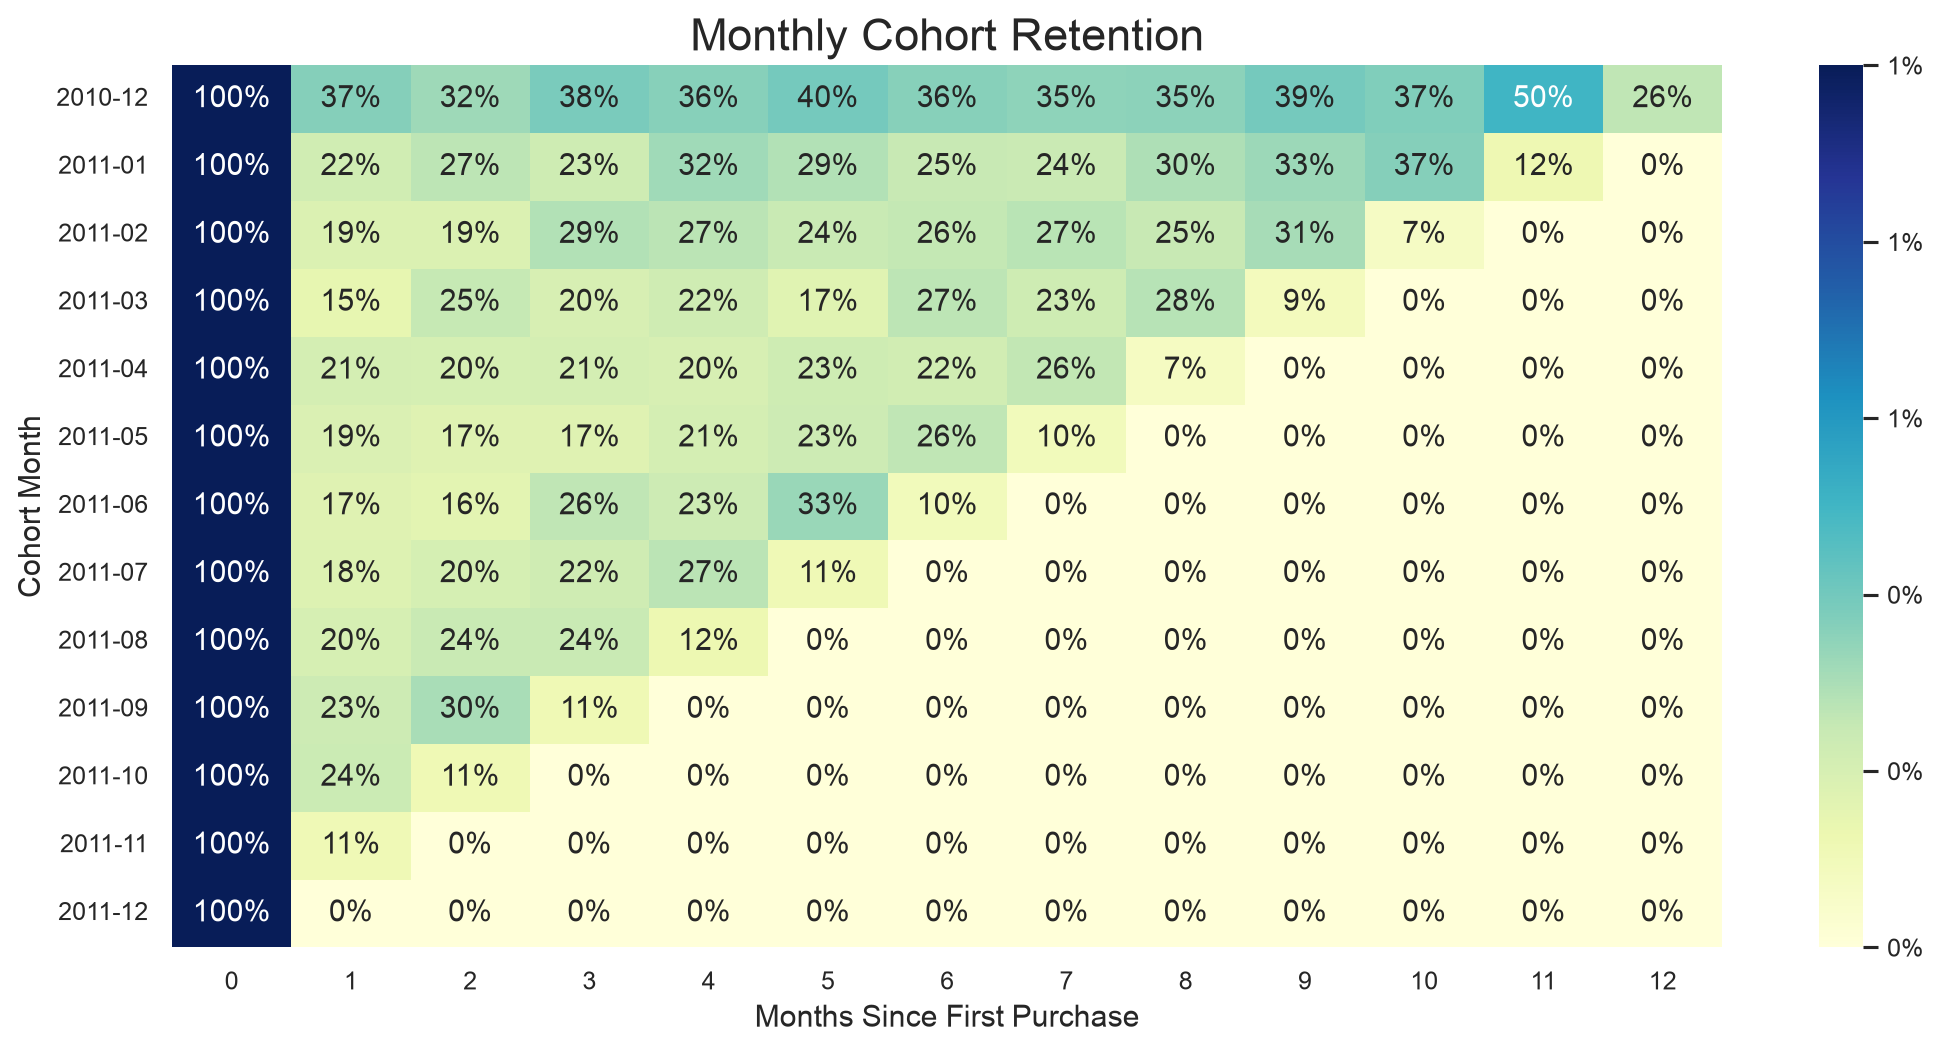 Monthly Cohort Retention
2010-12 100% 37% 32% 38% 36% 40% 36% 35% 35% 39% 37% 50% 26%
2011-01 100% 22% 27% 23% 32% 29% 25% 24% 30% 33% 37% 12% 0%
2011-02 100% 19% 19% 29% 27% 24% 26% 27% 25% 31% 7% 0% 0%
2011-03 100% 15% 25% 20% 22% 17% 27% 23% 28% 9% 0% 0% 0%
2011-04 100% 21% 20% 21% 20% 23% 22% 26% 7% 0% 0% 0% 0%
2011-05 100% 19% 17% 17% 21% 23% 26% 10% 0% 0% 0% 0% 0%
2011-06 100% 17% 16% 26% 23% 33% 10% 0% 0% 0% 0% 0% 0%
2011-07 100% 18% 20% 22% 27% 11% 0% 0% 0% 0% 0% 0% 0%
2011-08 100% 20% 24% 24% 12% 0% 0% 0% 0% 0% 0% 0% 0%
2011-09 100% 23% 30% 11% 0% 0% 0% 0% 0% 0% 0% 0% 0%
2011-10 100% 24% 11% 0% 0% 0% 0% 0% 0% 0% 0% 0% 0%
2011-11 100% 11% 0% 0% 0% 0% 0% 0% 0% 0% 0% 0% 0%
2011-12 100% 0% 0% 0% 0% 0% 0% 0% 0% 0% 0% 0% 0%
0 1 2 3 4 5 6 7 8 9 10 11 12
Months Since First Purchase
Cohort Month
1%
1%
1%
0%
0%
0%